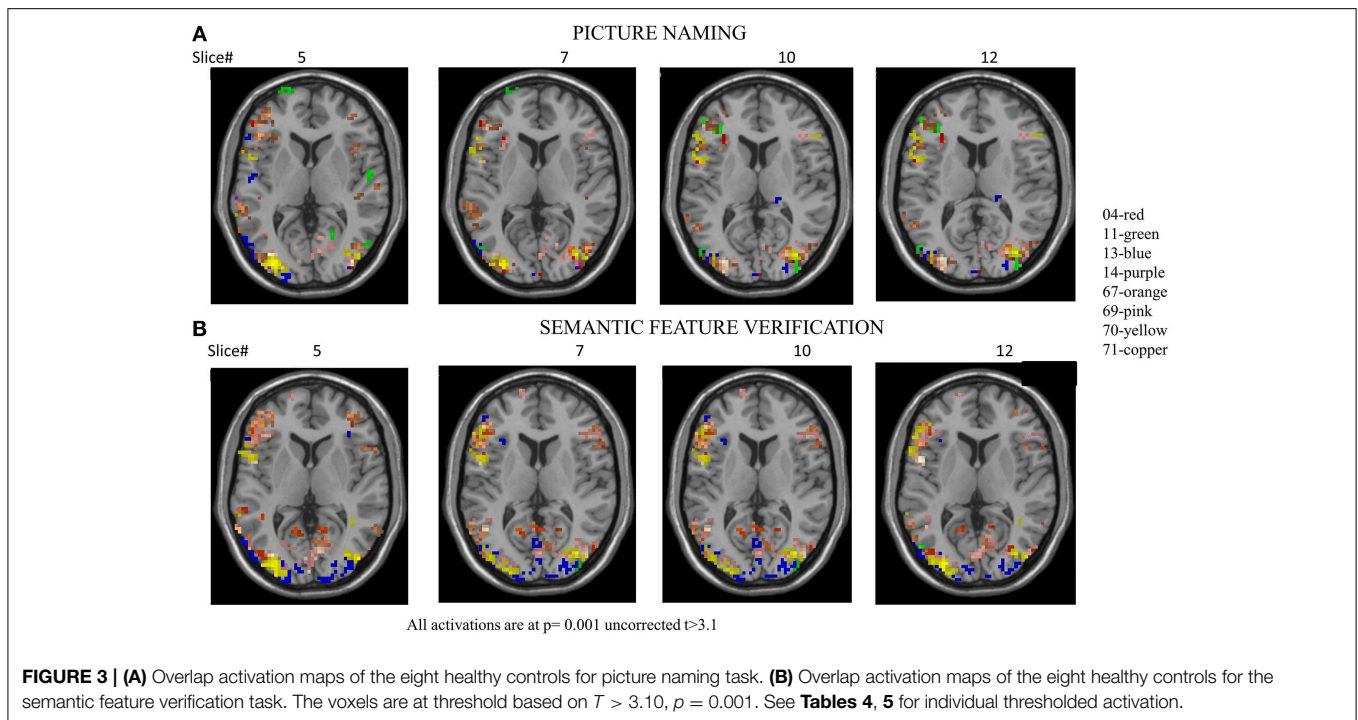 A
PICTURE NAMING
Slice# 5 7 10 12
04-red
11-green
13-blue
14-purple
67-orange
69-pink
70-yellow
71-copper
B
SEMANTIC FEATURE VERIFICATION
Slice# 5 7 10 12
All activations are at p= 0.001 uncorrected t>3.1
FIGURE 3 | (A) Overlap activation maps of the eight healthy controls for picture naming task. (B) Overlap activation maps of the eight healthy controls for the
semantic feature verification task. The voxels are at threshold based on T > 3.10, p = 0.001. See Tables 4, 5 for individual thresholded activation.